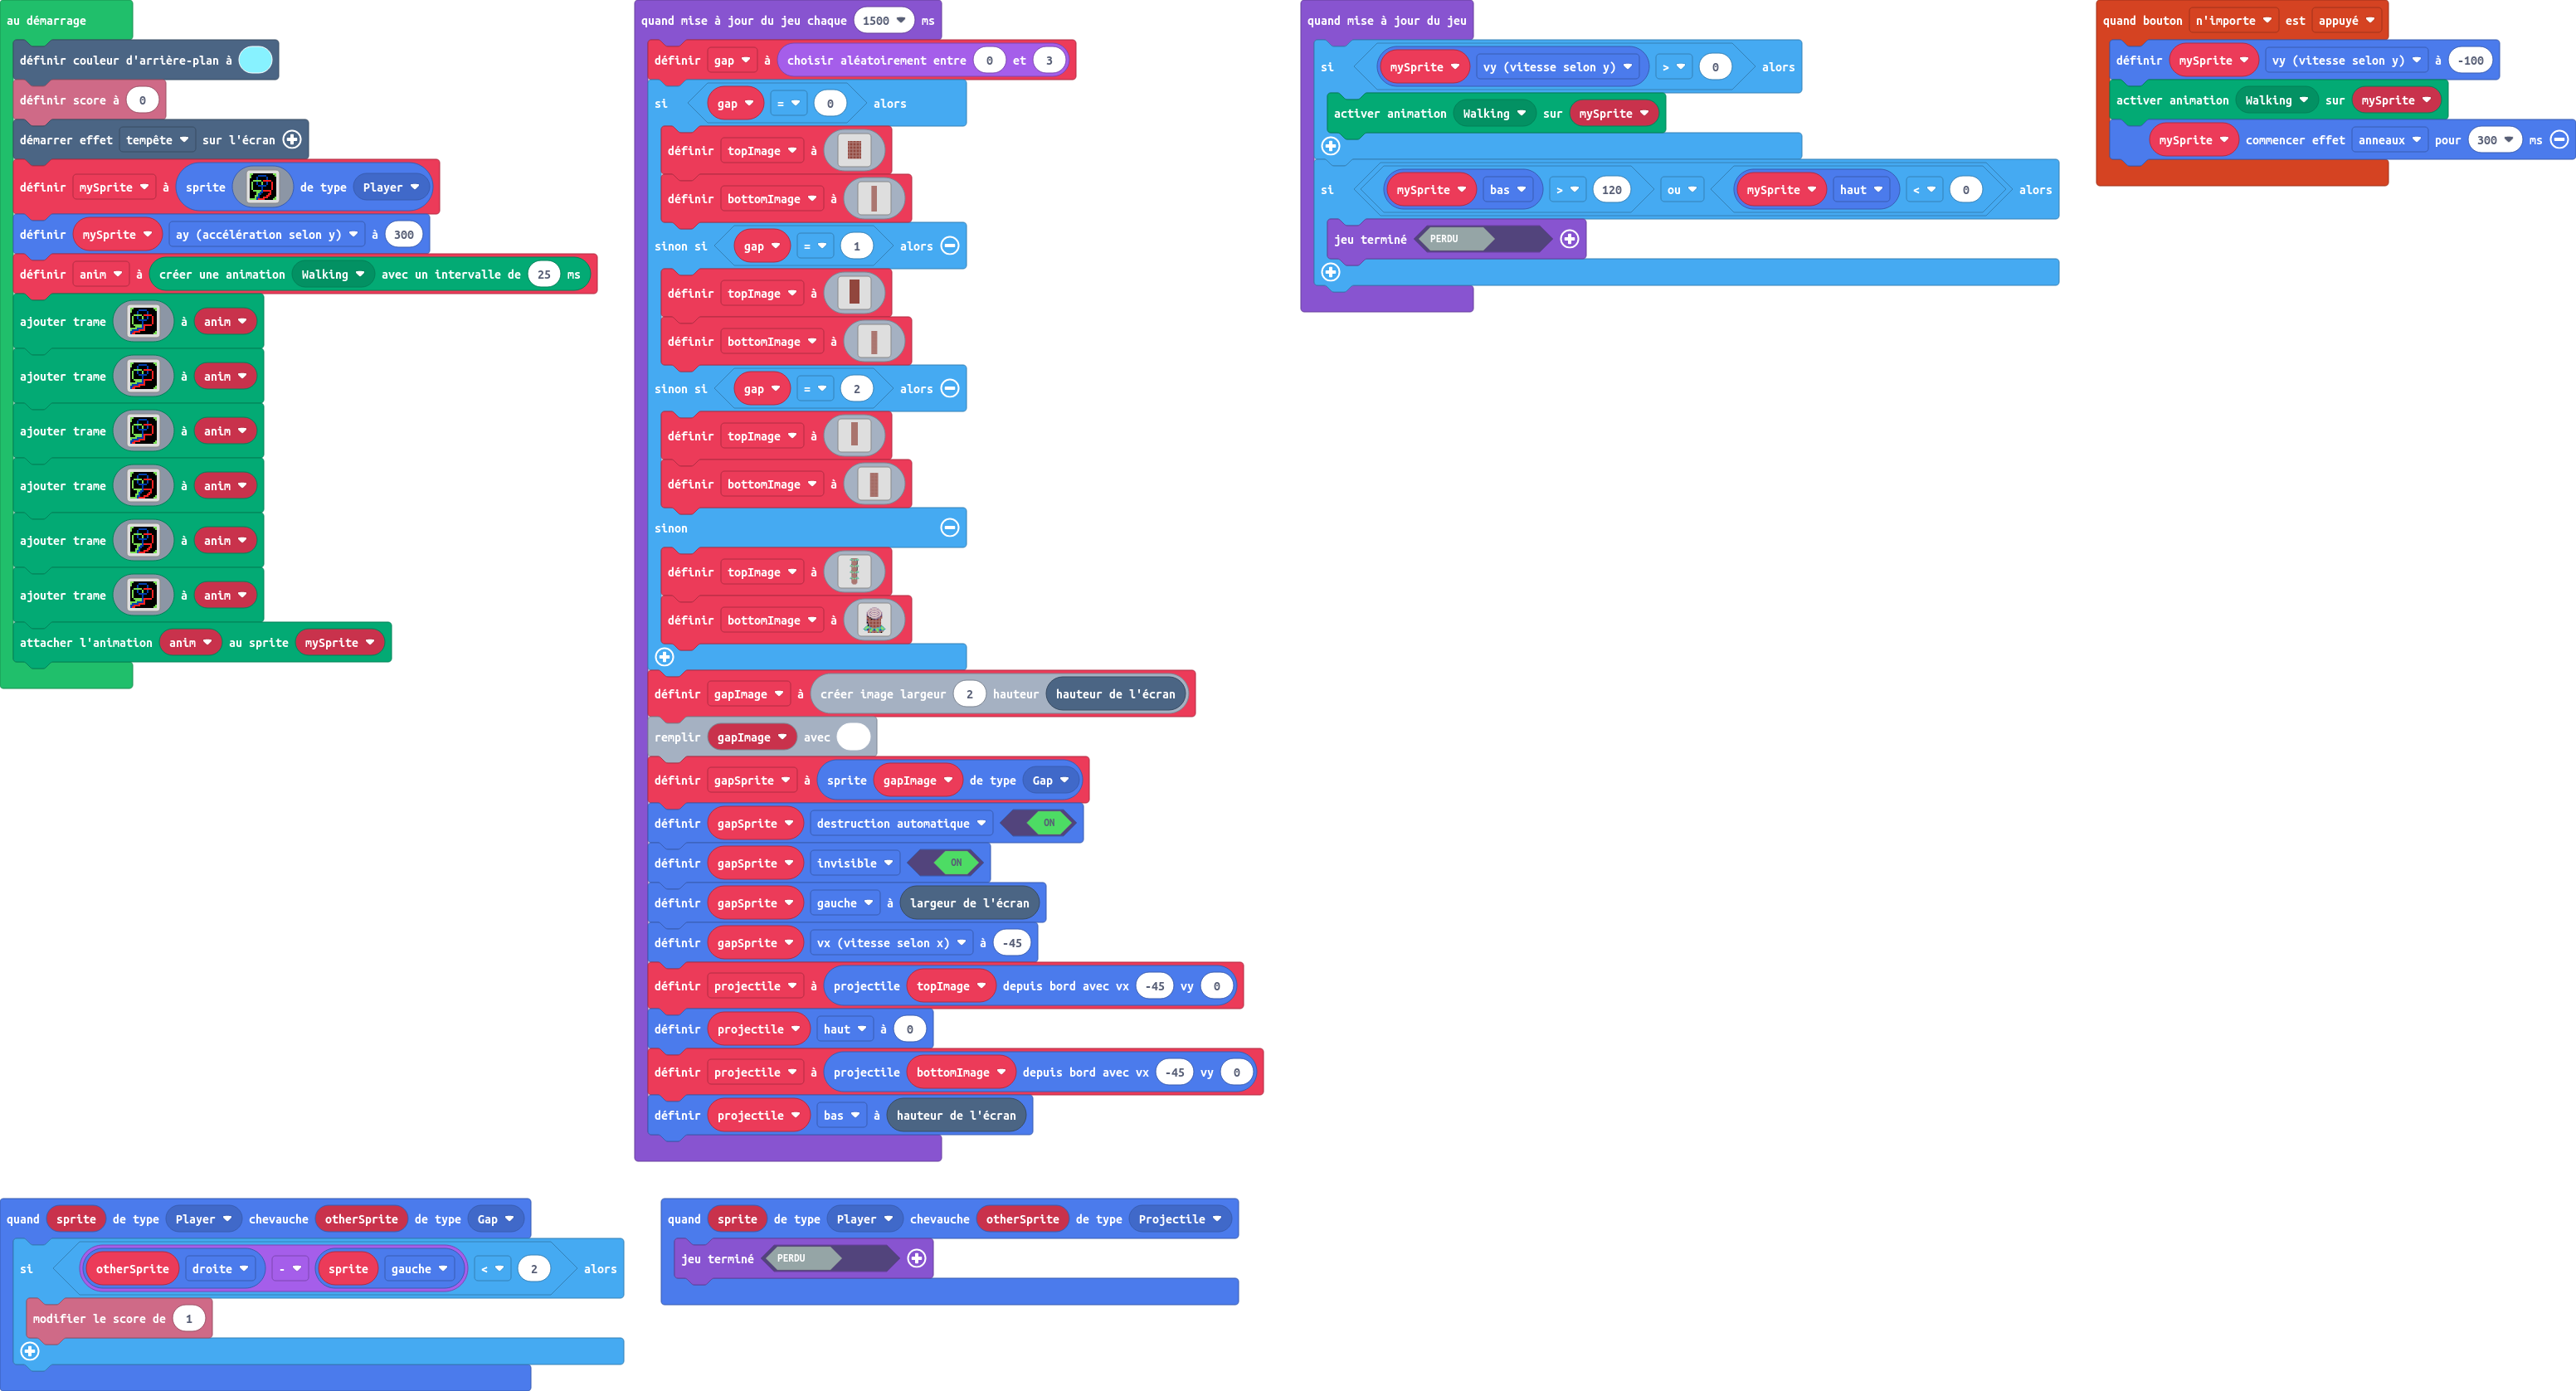 au démarrage
définir couleur d'arrière-plan à
définir score à 0
démarrer effet tempête sur l'écran
définir mySprite à sprite de type Player
définir mySprite ay (accélération selon y) à 300
définir anim à créer une animation Walking avec un intervalle de 25 ms
ajouter trame à anim
ajouter trame à anim
ajouter trame à anim
ajouter trame à anim
ajouter trame à anim
ajouter trame à anim
attacher l'animation anim au sprite mySprite
quand mise à jour du jeu chaque 1500 ms
définir gap à choisir aléatoirement entre 0 et 3
si gap = 0 alors
définir topImage à
définir bottomImage à
sinon si gap = 1 alors
définir topImage à
définir bottomImage à
sinon si gap = 2 alors
définir topImage à
définir bottomImage à
sinon
définir topImage à
définir bottomImage à
définir gapImage à créer image largeur 2 hauteur hauteur de l'écran
remplir gapImage avec
définir gapSprite à sprite gapImage de type Gap
définir gapSprite destruction automatique ON
définir gapSprite invisible ON
définir gapSprite gauche à largeur de l'écran
définir gapSprite vx (vitesse selon x) à -45
définir projectile à projectile topImage depuis bord avec vx -45 vy 0
définir projectile haut à 0
définir projectile à projectile bottomImage depuis bord avec vx -45 vy 0
définir projectile bas à hauteur de l'écran
quand mise à jour du jeu
si mySprite vy (vitesse selon y) > 0 alors
activer animation Walking sur mySprite
si mySprite bas > 120 ou mySprite haut < 0 alors
jeu terminé PERDU
quand bouton n'importe est appuyé
définir mySprite vy (vitesse selon y) à -100
activer animation Walking sur mySprite
mySprite commencer effet anneaux pour 300 ms
quand sprite de type Player chevauche otherSprite de type Gap
si otherSprite droite - sprite gauche < 2 alors
modifier le score de 1
quand sprite de type Player chevauche otherSprite de type Projectile
jeu terminé PERDU